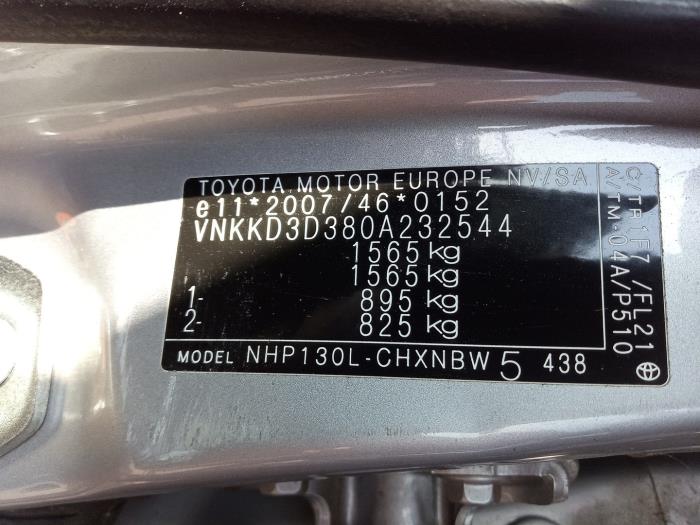 TOYOTA MOTOR EUROPE NV/SA
e11*2007/46*0152
VNKKD3D380A232544
1565 kg
1565 kg
1- 895 kg
2- 825 kg
MODEL NHP130L-CHXNBW 5 438
C/TR 1F7 /FL21
A/TM·04A/P510